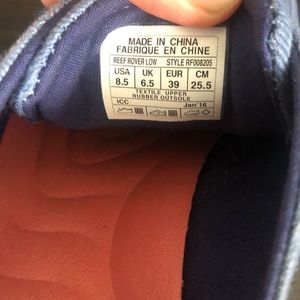 MADE IN CHINA
FABRIQUE EN CHINE
REEF ROVER LOW STYLE RF008205
USA UK EUR CM
8.5 6.5 39 25.5
TEXTILE UPPER
RUBBER OUTSOLE
ICC Jan'16